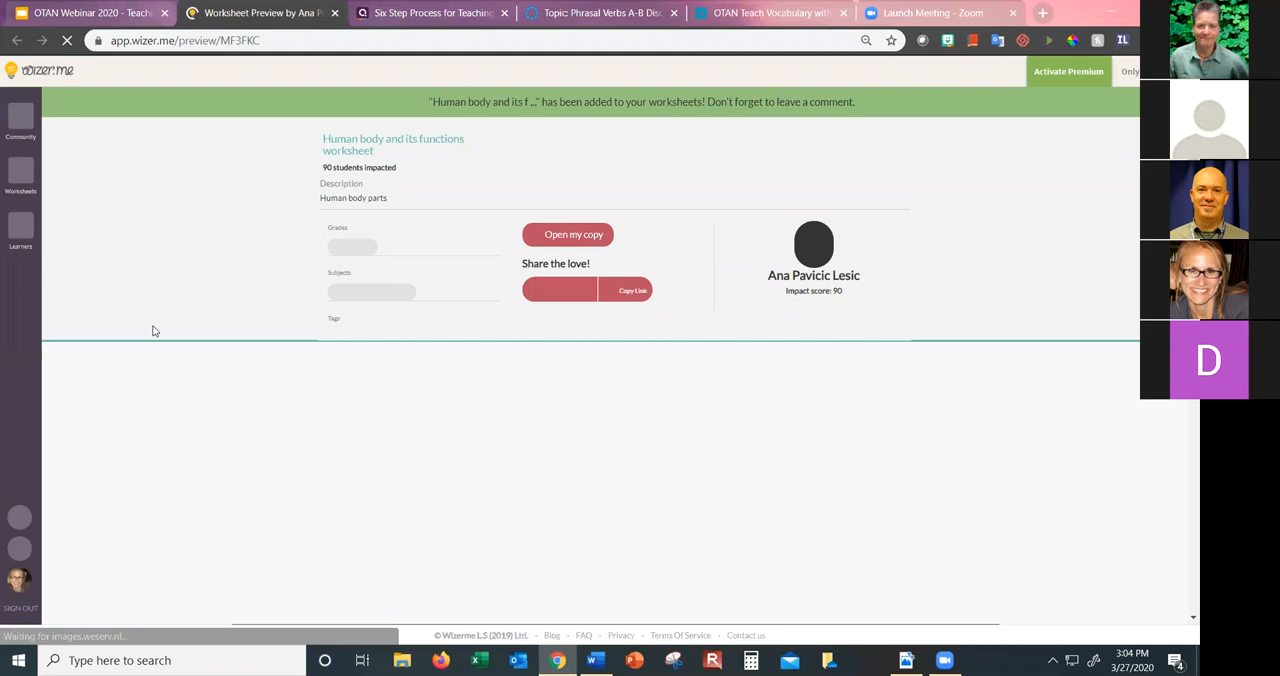 OTAN Webinar 2020 - Teach
Worksheet Preview by Ana P
Six Step Process for Teaching
Topic: Phrasal Verbs A-B Dis
OTAN Teach Vocabulary with
Launch Meeting - Zoom
app.wizer.me/preview/MF3FKC
IL
wizer.me
Activate Premium
Only
"Human body and its f ..." has been added to your worksheets! Don't forget to leave a comment.
Community
Worksheets
Learners
Human body and its functions
worksheet
90 students impacted
Description
Human body parts
Grades
Subjects
Tags
Open my copy
Share the love!
Copy Link
Ana Pavicic Lesic
Impact score: 90
D
SIGN OUT
Waiting for images.weserv.nl...
© Wizerme L.S (2019) Ltd.
Blog
FAQ
Privacy
Terms Of Service
Contact us
Type here to search
3:04 PM
3/27/2020
4